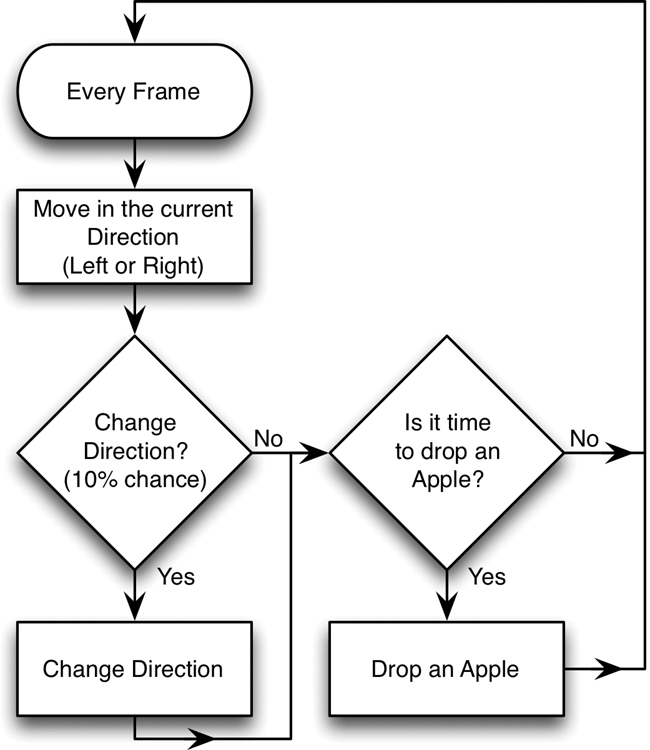 Every Frame
Move in the current
Direction
(Left or Right)
Change
Direction?
(10% chance)
No
Is it time
to drop an
Apple?
No
Yes
Yes
Change Direction
Drop an Apple